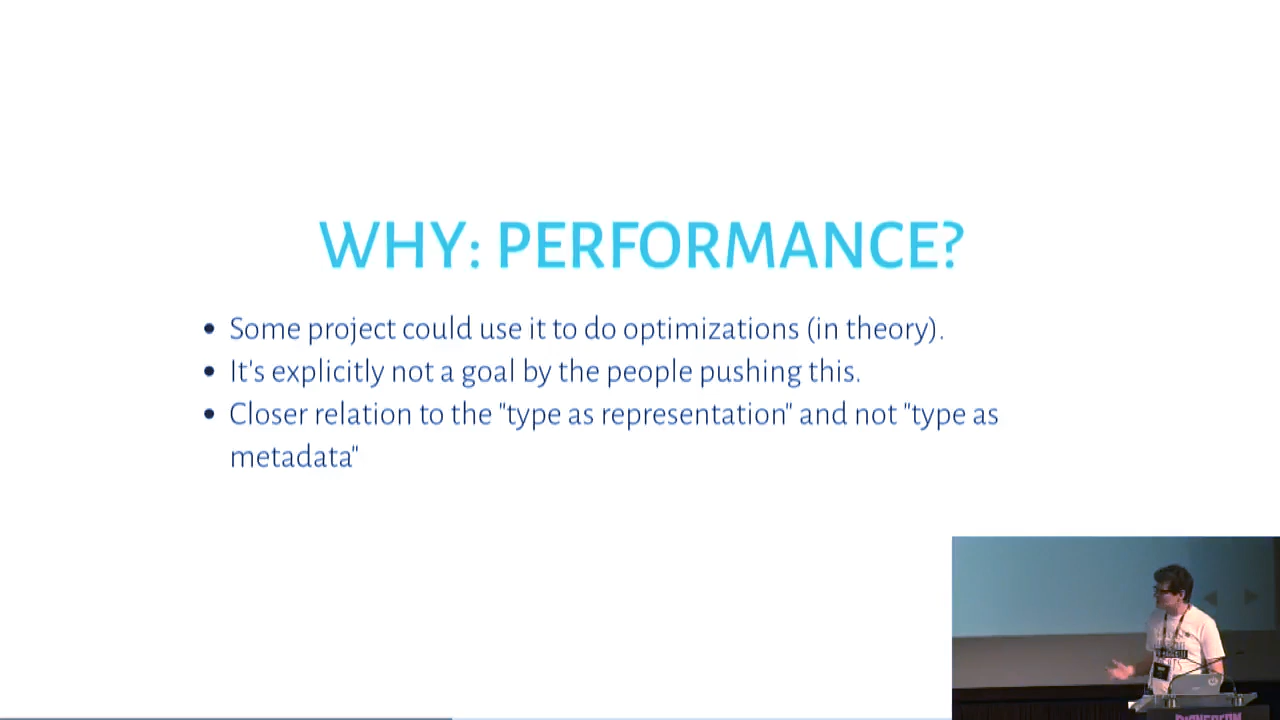 WHY: PERFORMANCE?
Some project could use it to do optimizations (in theory).
It's explicitly not a goal by the people pushing this.
Closer relation to the "type as representation" and not "type as
metadata"